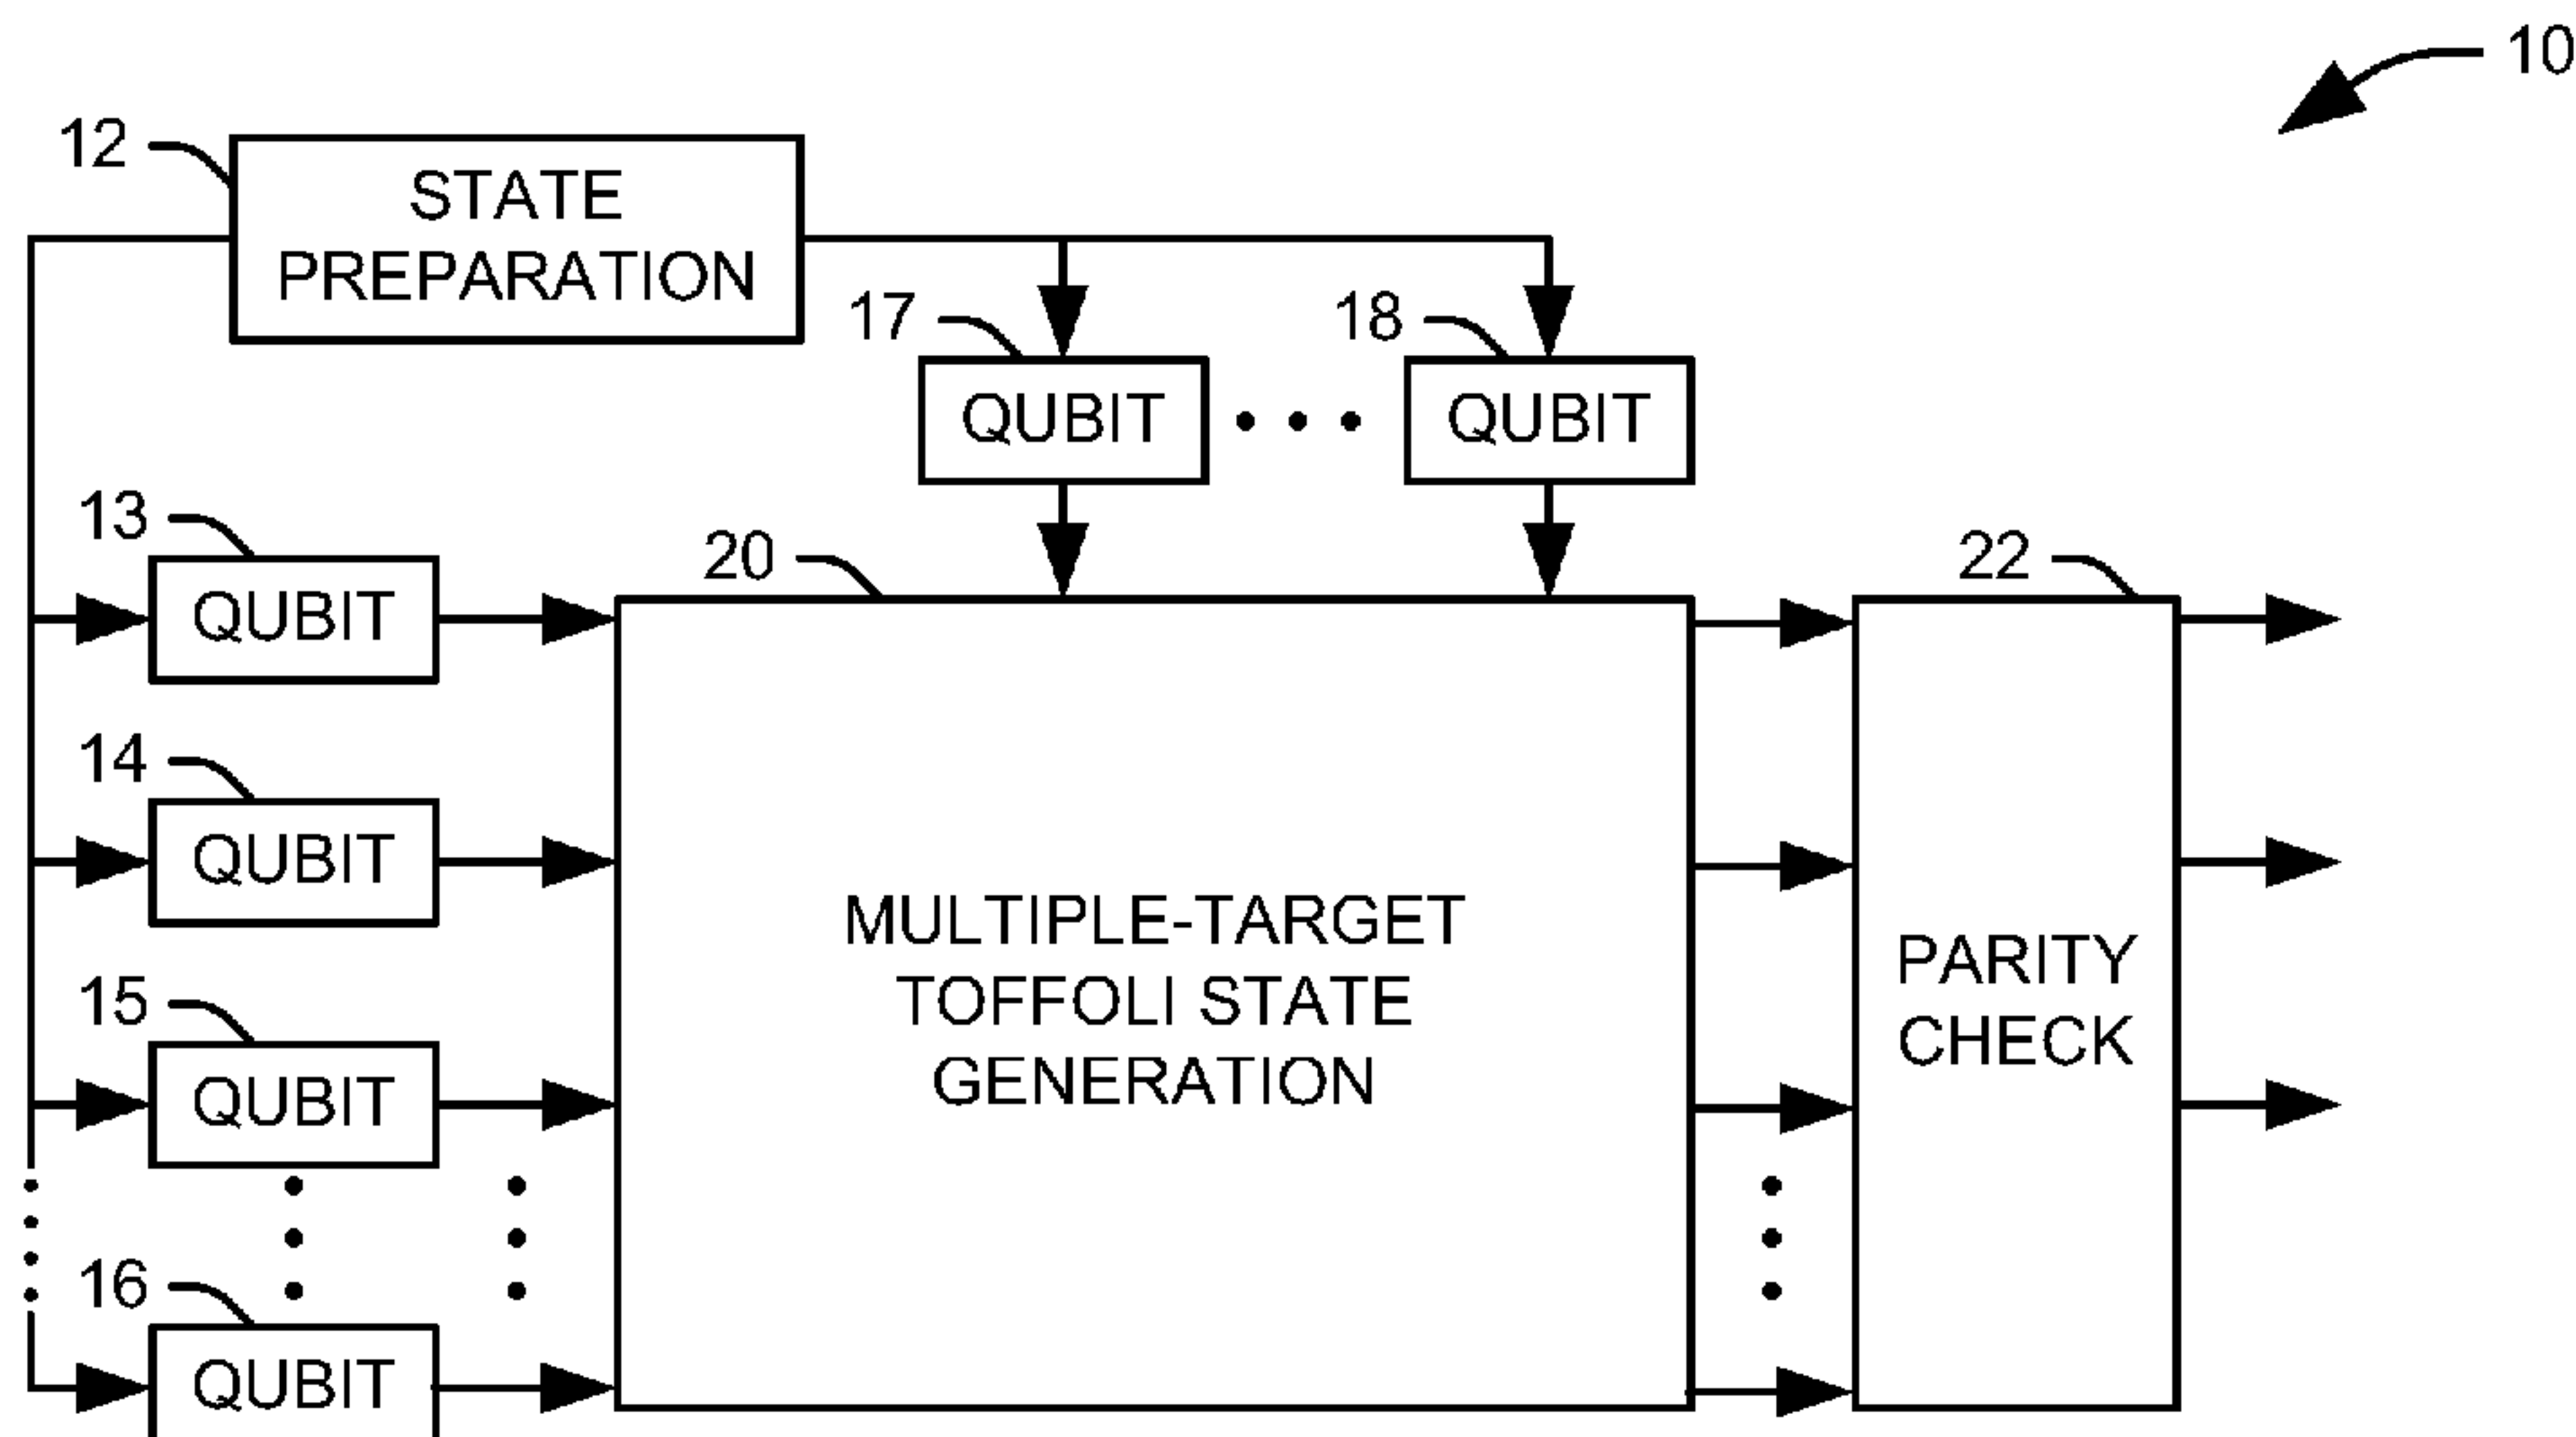 10
12
STATE
PREPARATION
17
18
QUBIT
QUBIT
13
20
22
QUBIT
14
QUBIT
MULTIPLE-TARGET
TOFFOLI STATE
GENERATION
PARITY
CHECK
15
QUBIT
16
QUBIT